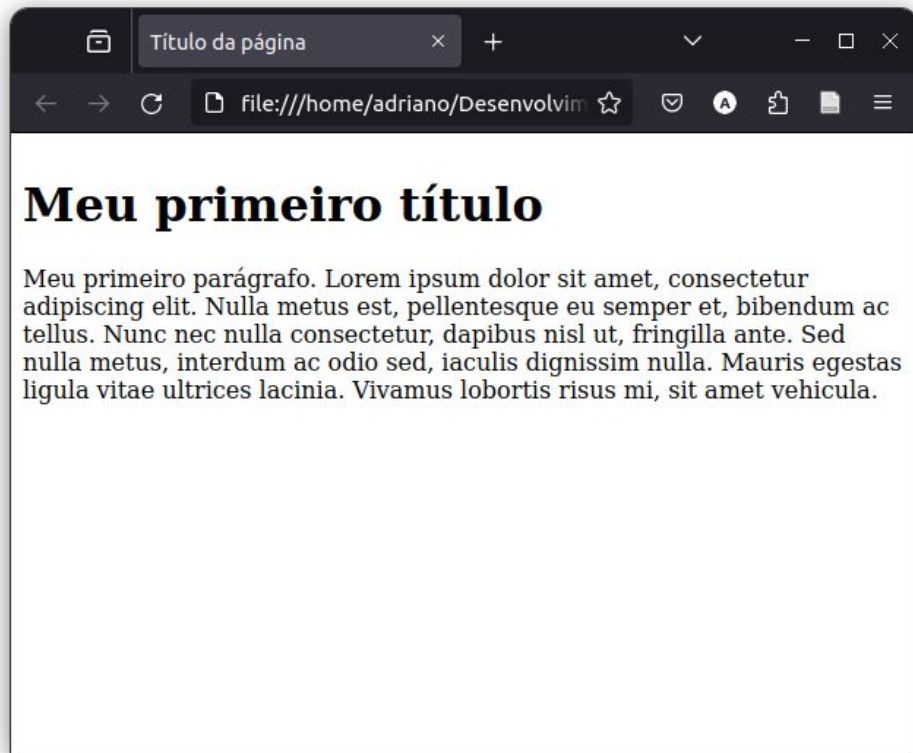 Título da página
file:///home/adriano/Desenvolvim
A
Meu primeiro título
Meu primeiro parágrafo. Lorem ipsum dolor sit amet, consectetur
adipiscing elit. Nulla metus est, pellentesque eu semper et, bibendum ac
tellus. Nunc nec nulla consectetur, dapibus nisl ut, fringilla ante. Sed
nulla metus, interdum ac odio sed, iaculis dignissim nulla. Mauris egestas
ligula vitae ultrices lacinia. Vivamus lobortis risus mi, sit amet vehicula.